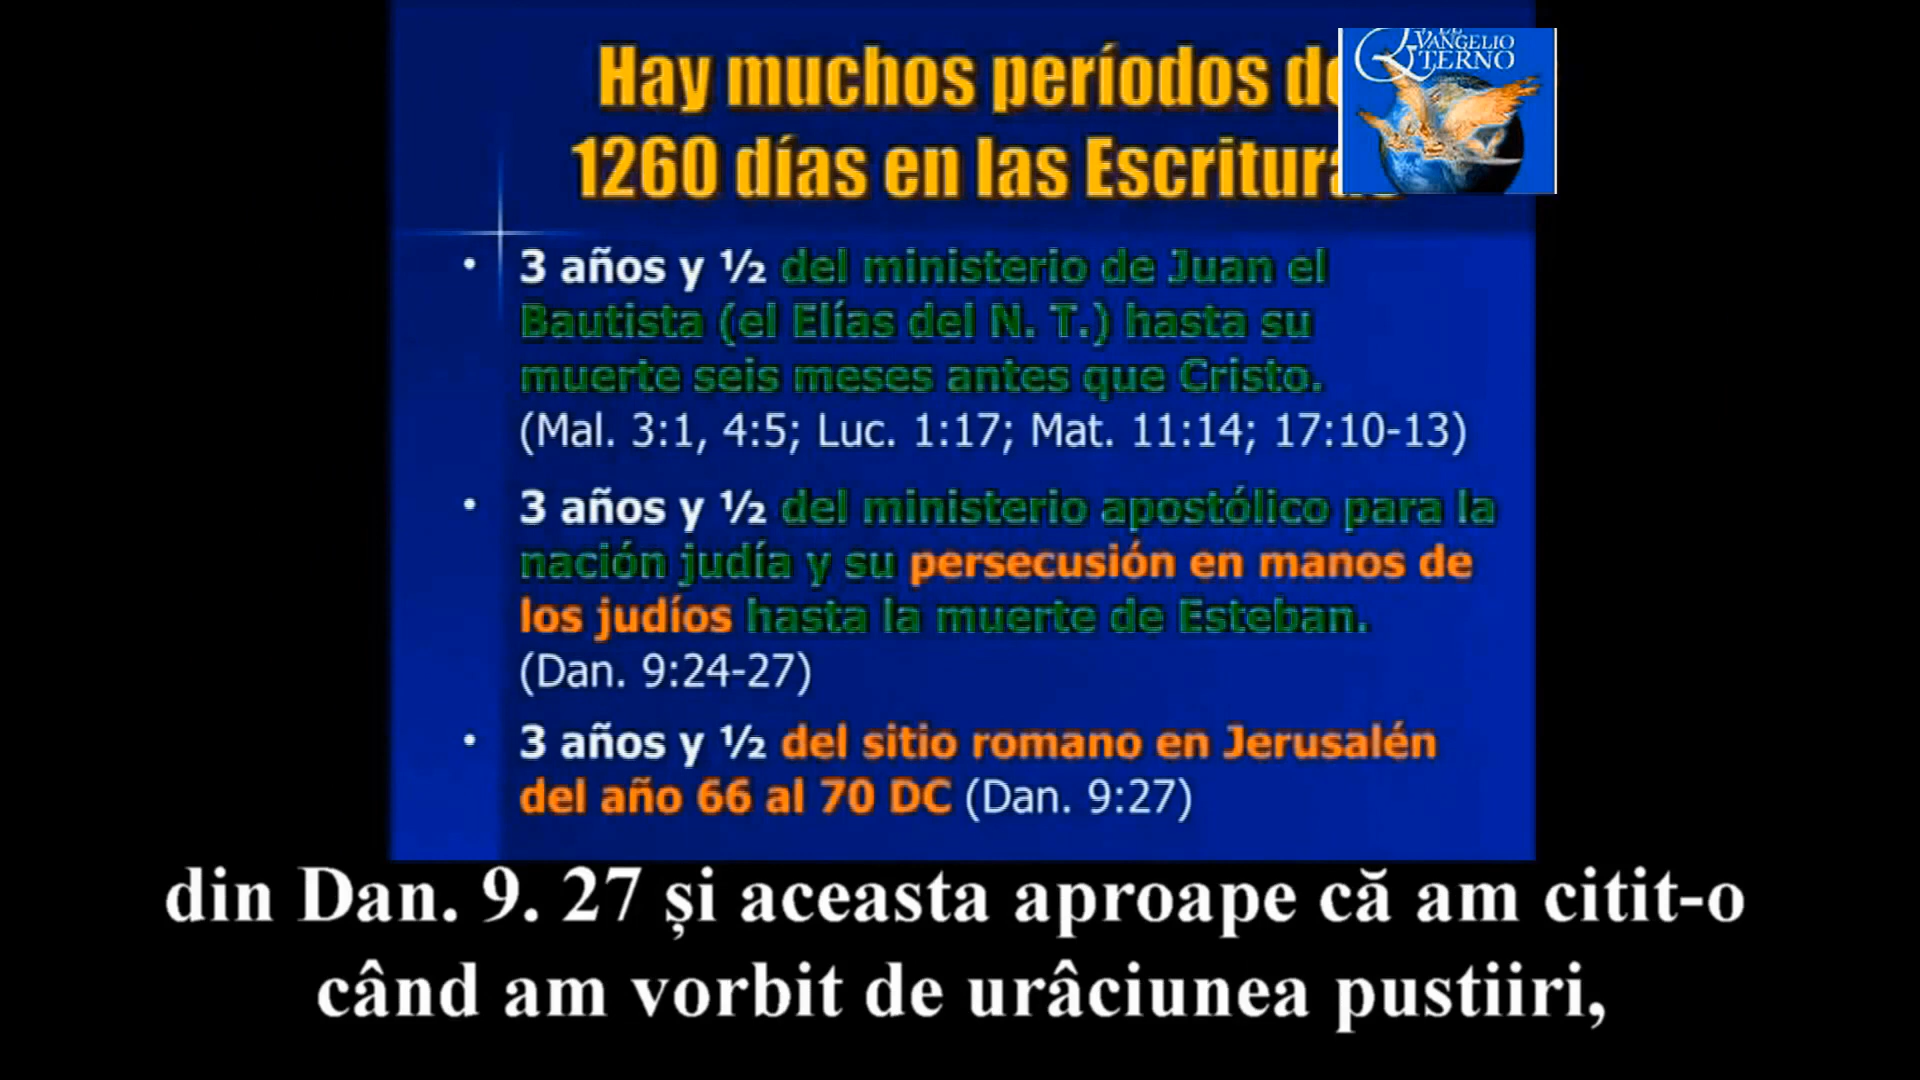 Hay muchos períodos de
1260 días en las Escrituras
VANGELIO
TERNO
• 3 años y ½ del ministerio de Juan el
Bautista (el Elías del N. T.) hasta su
muerte seis meses antes que Cristo.
(Mal. 3:1, 4:5; Luc. 1:17; Mat. 11:14; 17:10-13)
• 3 años y ½ del ministerio apostólico para la
nación judía y su persecusión en manos de
los judíos hasta la muerte de Esteban.
(Dan. 9:24-27)
• 3 años y ½ del sitio romano en Jerusalén
del año 66 al 70 DC (Dan. 9:27)
din Dan. 9. 27 și aceasta aproape că am citit-o
când am vorbit de urâciunea pustiiri,